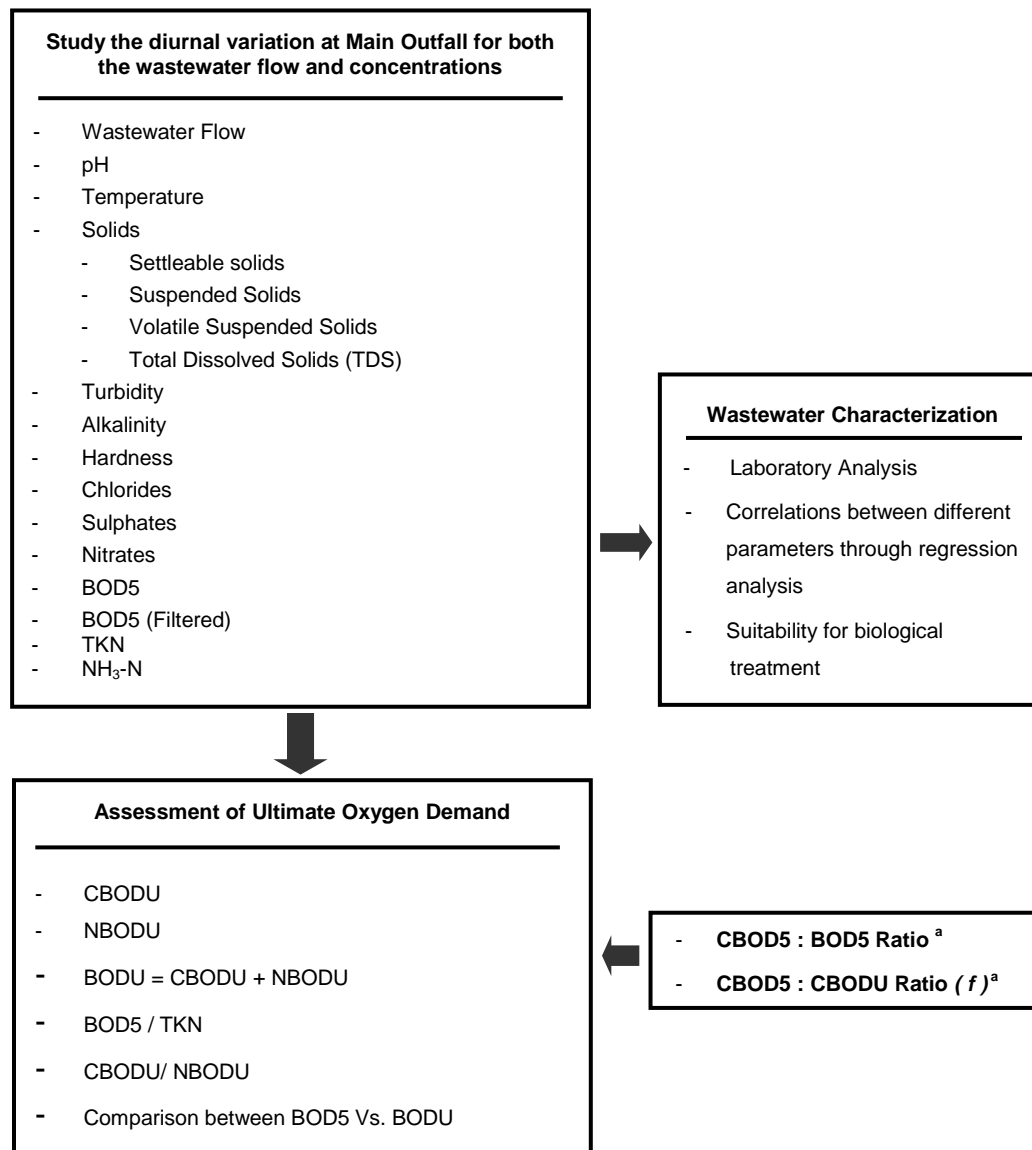 Study the diurnal variation at Main Outfall for both
the wastewater flow and concentrations
- Wastewater Flow
- pH
- Temperature
- Solids
- Settleable solids
- Suspended Solids
- Volatile Suspended Solids
- Total Dissolved Solids (TDS)
- Turbidity
- Alkalinity
- Hardness
- Chlorides
- Sulphates
- Nitrates
- BOD5
- BOD5 (Filtered)
- TKN
- NH₃-N
Wastewater Characterization
- Laboratory Analysis
- Correlations between different
parameters through regression
analysis
- Suitability for biological
treatment
Assessment of Ultimate Oxygen Demand
- CBODU
- NBODU
- BODU = CBODU + NBODU
- BOD5 / TKN
- CBODU/ NBODU
- Comparison between BOD5 Vs. BODU
- CBOD5 : BOD5 Ratio ᵃ
- CBOD5 : CBODU Ratio ( f )ᵃ